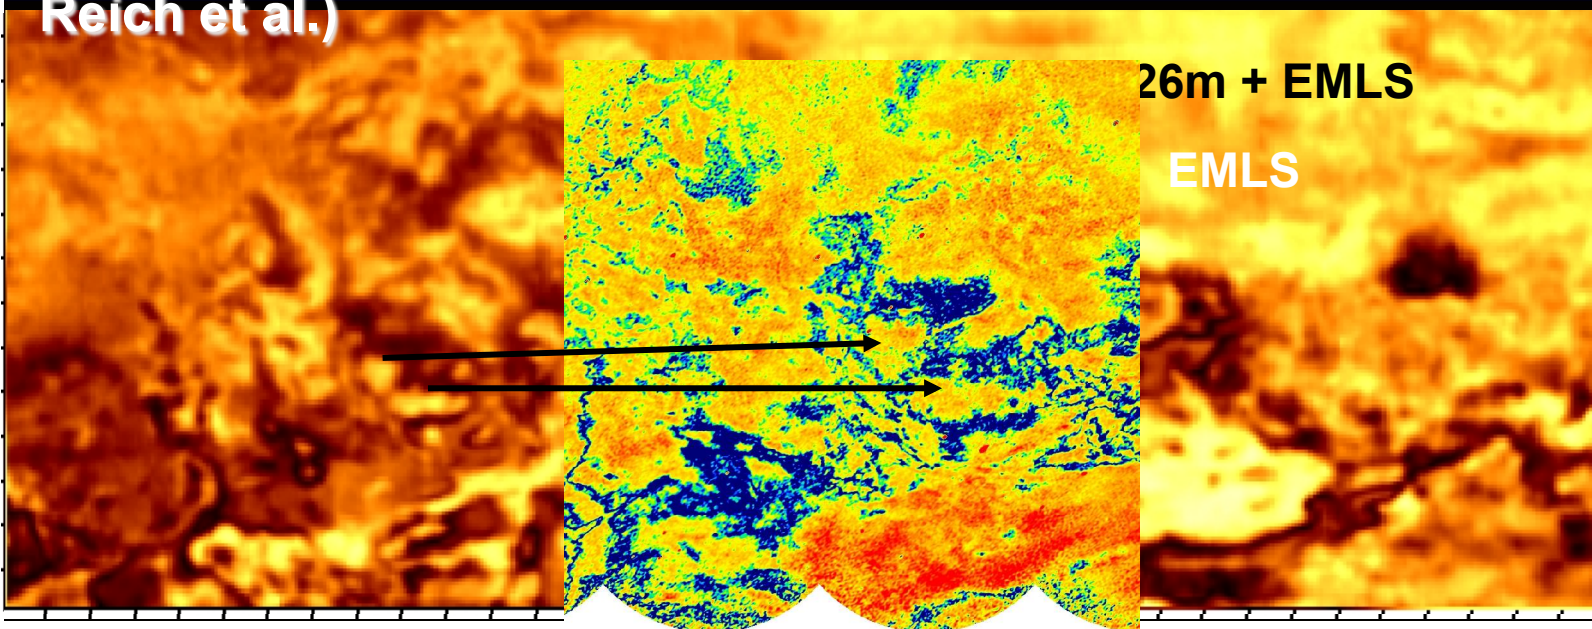 Reich et al.)
26m + EMLS
EMLS